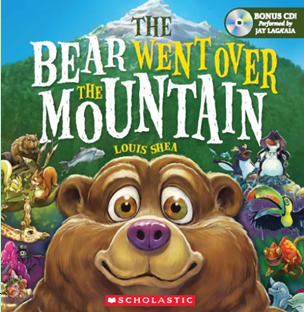 BONUS CD!
Performed by
JAY LAGA'AIA
THE
BEAR WENT OVER
THE
MOUNTAIN
LOUIS SHEA
SCHOLASTIC